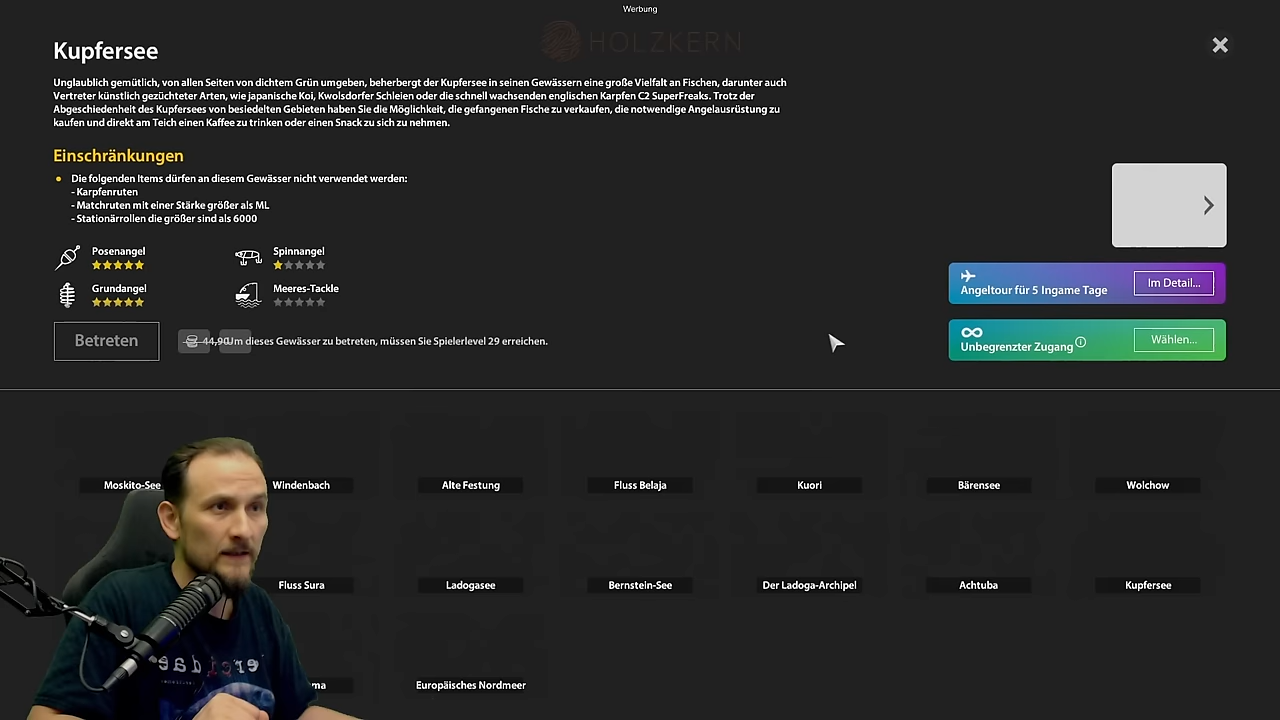 Werbung
HOLZKERN
Kupfersee
Unglaublich gemütlich, von allen Seiten von dichtem Grün umgeben, beherbergt der Kupfersee in seinen Gewässern eine große Vielfalt an Fischen, darunter auch
Vertreter künstlich gezüchteter Arten, wie japanische Koi, Kwolsdorfer Schleien oder die schnell wachsenden englischen Karpfen C2 SuperFreaks. Trotz der
Abgeschiedenheit des Kupfersees von besiedelten Gebieten haben Sie die Möglichkeit, die gefangenen Fische zu verkaufen, die notwendige Angelausrüstung zu
kaufen und direkt am Teich einen Kaffee zu trinken oder einen Snack zu sich zu nehmen.
Einschränkungen
Die folgenden Items dürfen an diesem Gewässer nicht verwendet werden:
- Karpfenruten
- Matchruten mit einer Stärke größer als ML
- Stationärrollen die größer sind als 6000
Posenangel
Spinnangel
Grundangel
Meeres-Tackle
Angeltour für 5 Ingame Tage
Im Detail...
Betreten
44,90
Um dieses Gewässer zu betreten, müssen Sie Spielerlevel 29 erreichen.
Unbegrenzter Zugang
Wählen...
Moskito-See
Windenbach
Alte Festung
Fluss Belaja
Kuori
Bärensee
Wolchow
Fluss Sura
Ladogasee
Bernstein-See
Der Ladoga-Archipel
Achtuba
Kupfersee
Europäisches Nordmeer